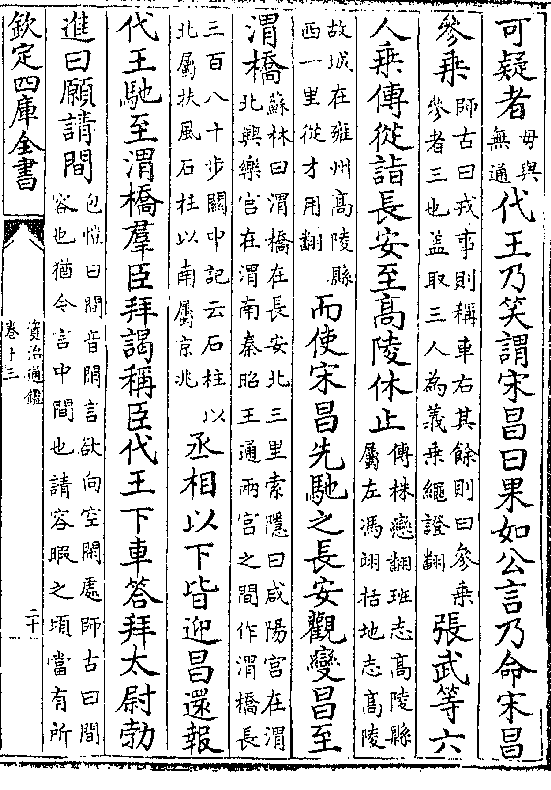 可疑者毋與無通代王乃笑謂宋昌曰果如公言乃命宋昌
參乗師古曰戎事則稱車右其餘則曰參乗參者三也蓋取三人為義乗繩證翻張武等六
人乗傳從詣長安至髙陵休止傳株戀翻班志髙陵縣屬左馮翊括地志髙陵
故城在雍州髙陵縣西一里從才用翻而使宋昌先馳之長安觀變昌至
渭橋蘇林曰渭橋在長安北三里索隱曰咸陽宫在渭北興樂宫在渭南秦昭王通兩宫之間作渭橋長
三百八十步關中記云石柱以北屬扶風石柱以南屬京兆丞相以下皆迎昌還報
代王馳至渭橋羣臣拜謁稱臣代王下車答拜太尉勃
進曰願請間包愷曰間音閒言欲向空閒處師古曰間容也猶今言中間也請容暇之頃當有所
欽定四庫全書
資治通鑑
卷十三
二十